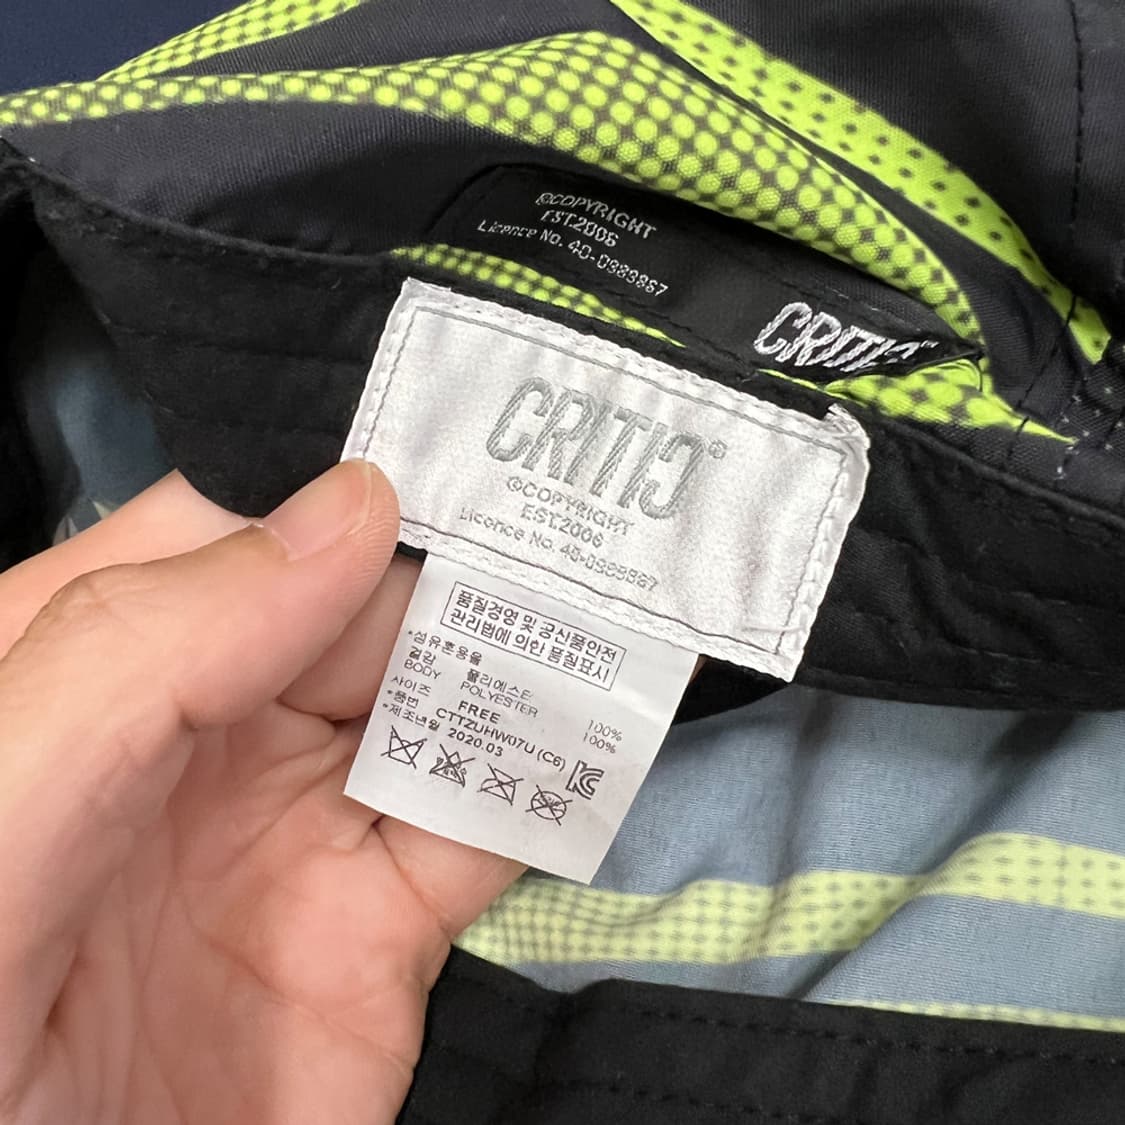 ©COPYRIGHT
EST.2006
Licence No. 40-0989867
CRITIC
CRITIC®
©COPYRIGHT
EST.2006
Licence No.
품질경영 및 공산품안전
관리법에 의한 품질표시
*섬유혼용율
겉감 폴리에스터 100%
BODY POLYESTER 100%
사이즈 FREE
*품번 CTTZUHW07U (C6)
*제조년월 2020.03